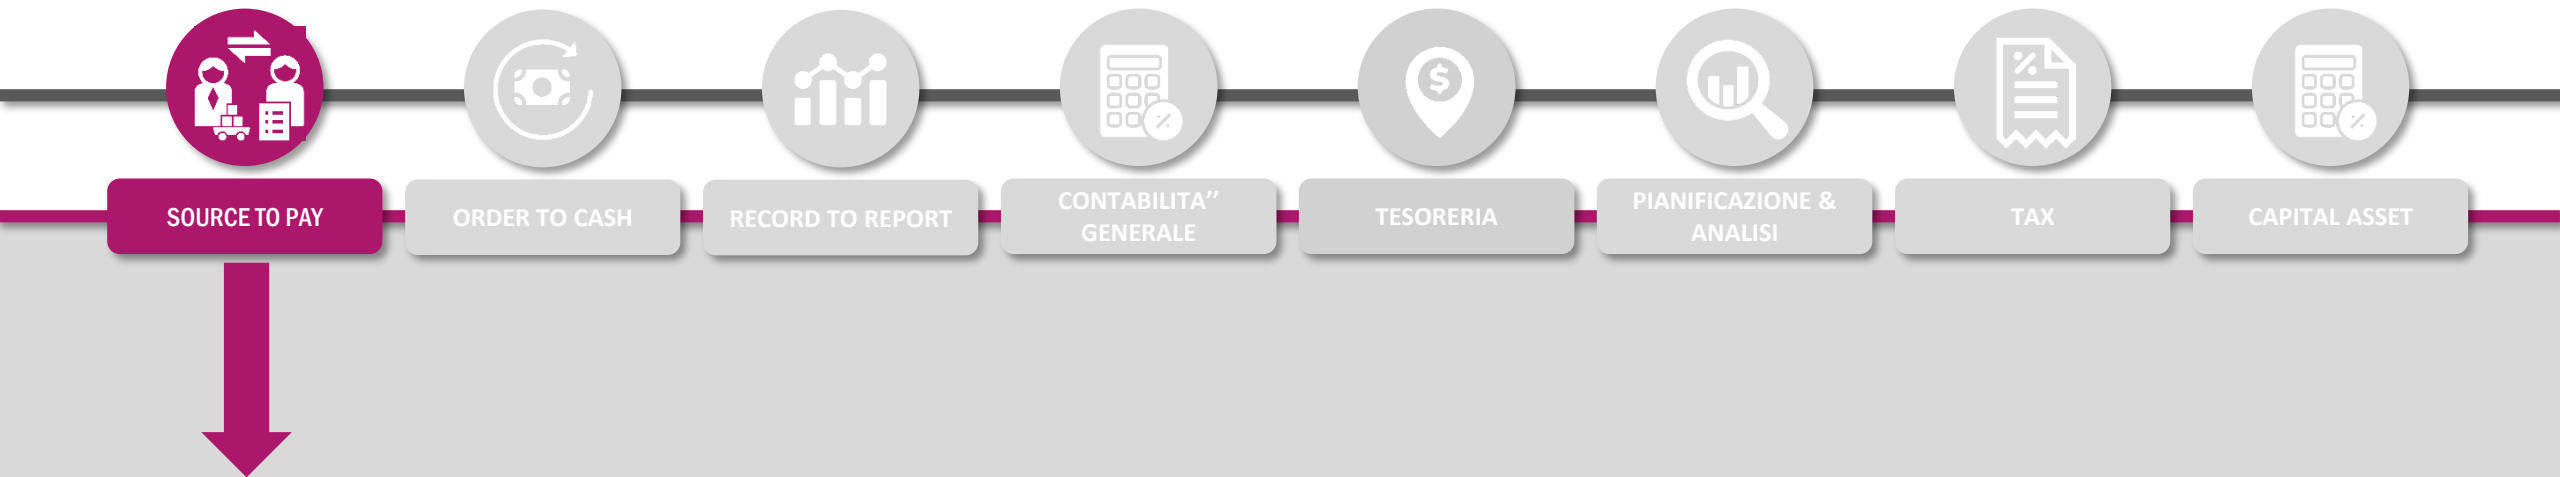 SOURCE TO PAY
ORDER TO CASH
RECORD TO REPORT
CONTABILITA’’
GENERALE
TESORERIA
PIANIFICAZIONE &
ANALISI
TAX
CAPITAL ASSET